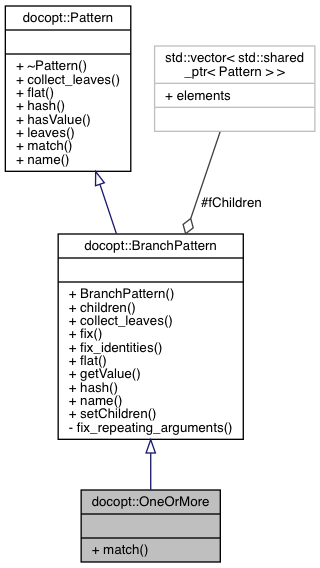 docopt::Pattern
+ ~Pattern()
+ collect_leaves()
+ flat()
+ hash()
+ hasValue()
+ leaves()
+ match()
+ name()
std::vector< std::shared
_ptr< Pattern > >
+ elements
#fChildren
docopt::BranchPattern
+ BranchPattern()
+ children()
+ collect_leaves()
+ fix()
+ fix_identities()
+ flat()
+ getValue()
+ hash()
+ name()
+ setChildren()
- fix_repeating_arguments()
docopt::OneOrMore
+ match()